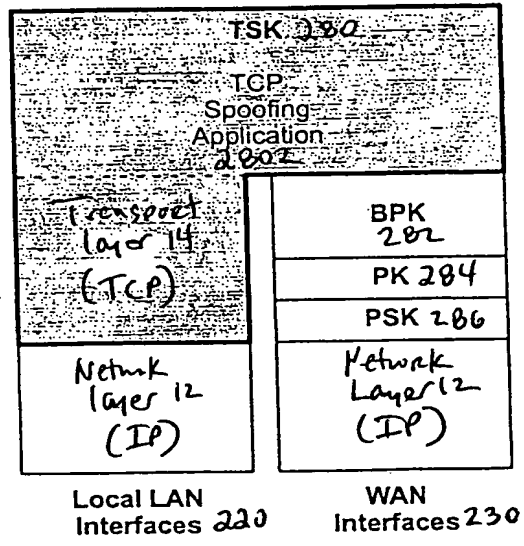 TSK 280
TCP
Spoofing
Application
2802
Transport
layer 14
(TCP)
BPK
282
PK 284
PSK 286
Network
layer 12
(IP)
Network
Layer 12
(IP)
Local LAN
Interfaces 220
WAN
Interfaces 230